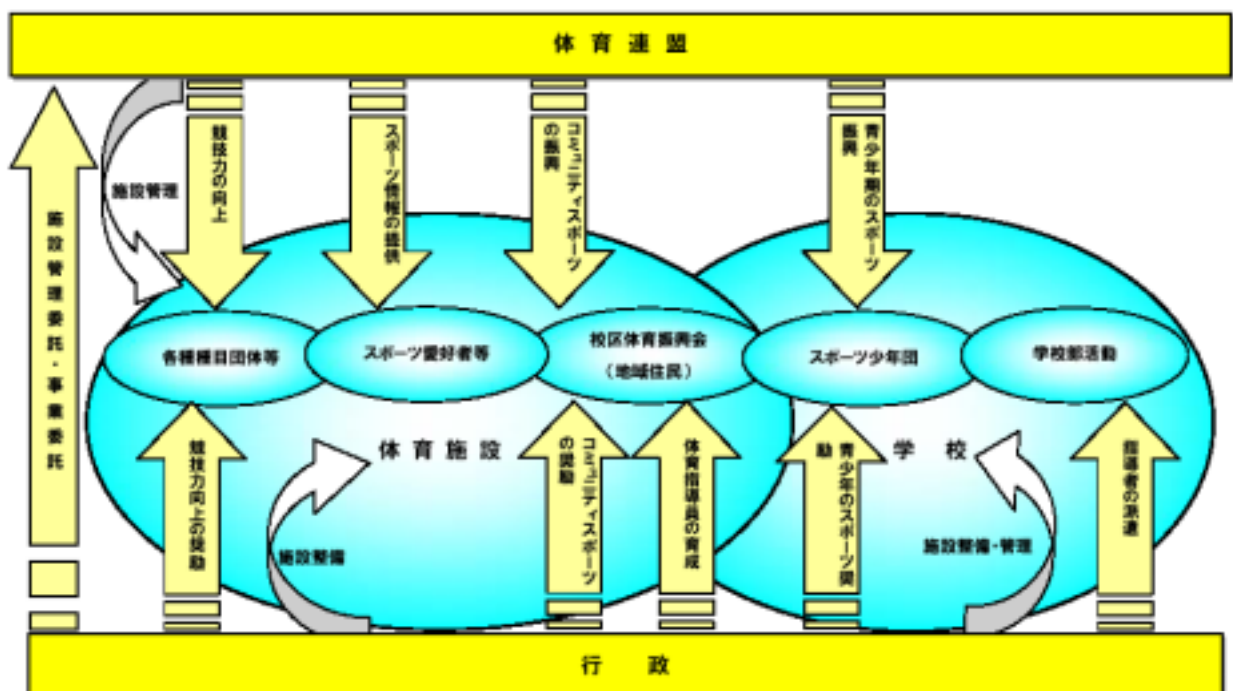 体育連盟
施設管理
競技力の向上
スポーツ情報の提供
コミュニティスポーツ
の振興
青少年期のスポーツ
振興
施設管理委託・事業委託
各種種目団体等
スポーツ愛好者等
校区体育振興会
（地域住民）
スポーツ少年団
学校部活動
体育施設
学校
競技力向上の奨励
施設整備
コミュニティスポーツ
の奨励
体育指導員の育成
青少年のスポーツ奨
励
施設整備・管理
指導者の派遣
行政